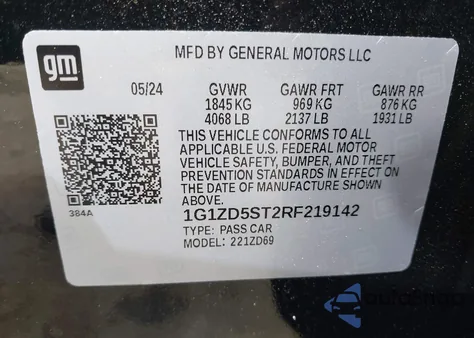 gm
MFD BY GENERAL MOTORS LLC
05/24 GVWR GAWR FRT GAWR RR
1845 KG 969 KG 876 KG
4068 LB 2137 LB 1931 LB
THIS VEHICLE CONFORMS TO ALL
APPLICABLE U.S. FEDERAL MOTOR
VEHICLE SAFETY, BUMPER, AND THEFT
PREVENTION STANDARDS IN EFFECT ON
THE DATE OF MANUFACTURE SHOWN
ABOVE.
384A
1G1ZD5ST2RF219142
TYPE: PASS CAR
MODEL: 221ZD69